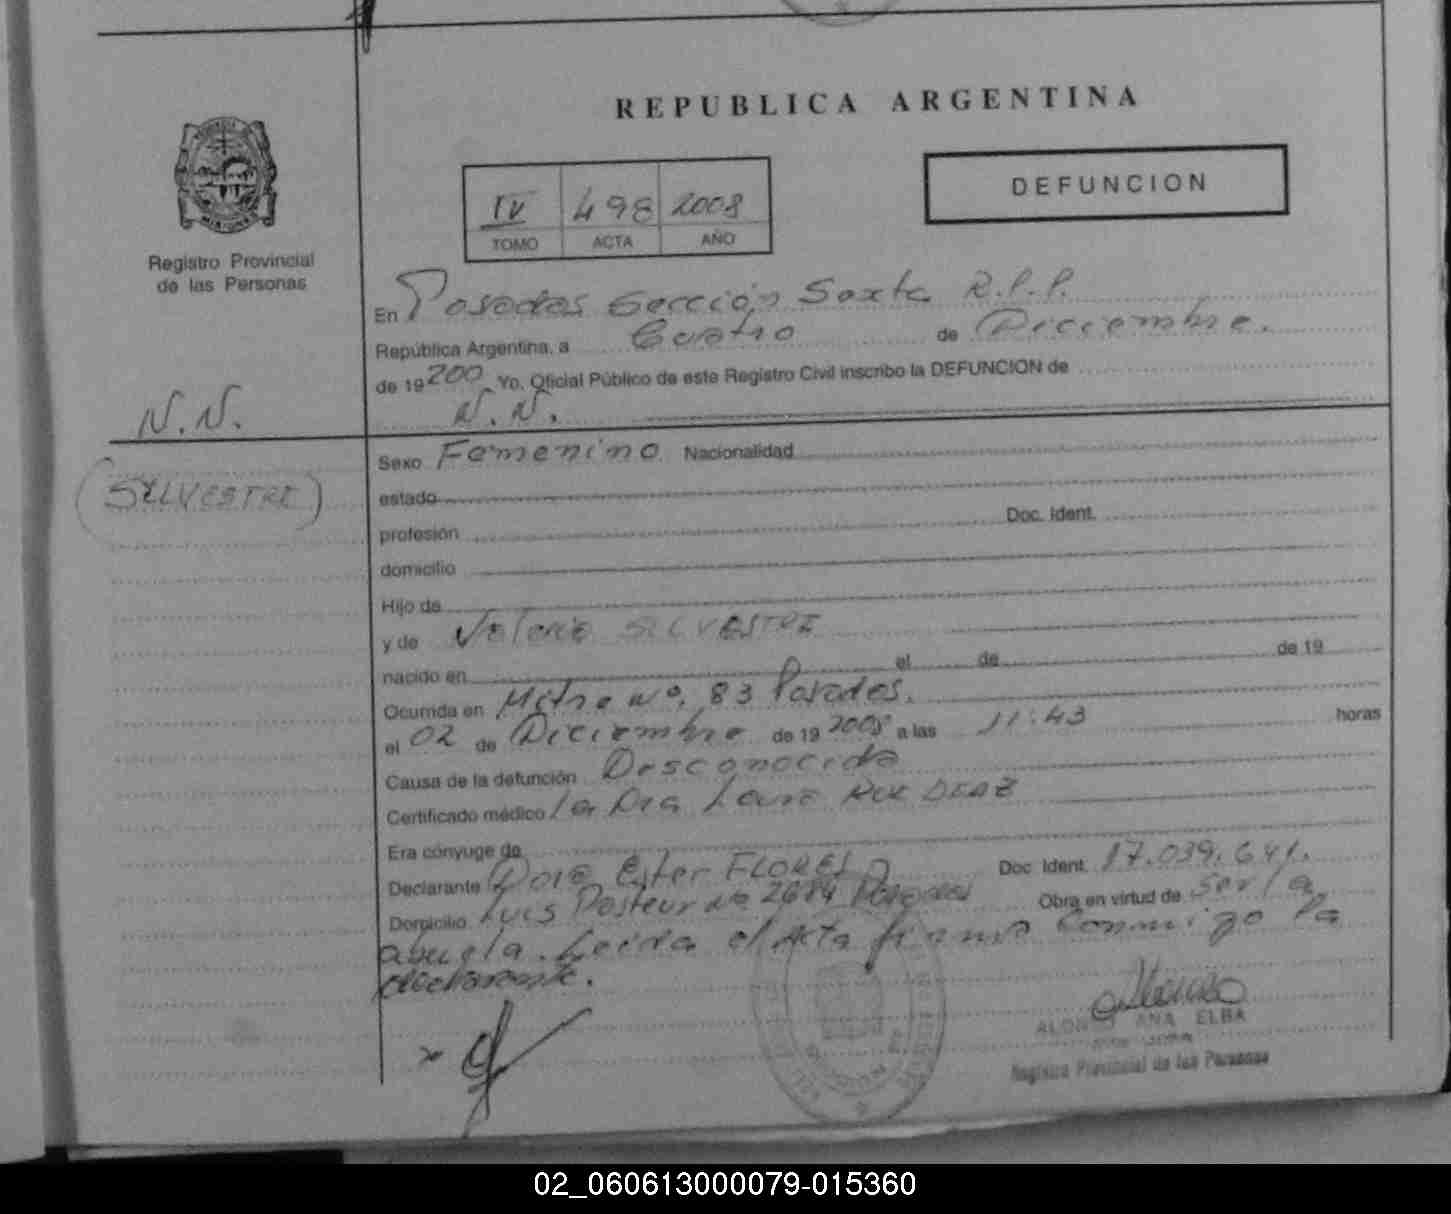 REPUBLICA ARGENTINA
DEFUNCION
IV 498 2008
TOMO ACTA AÑO
Registro Provincial
de las Personas
En Posadas Sección Sexta R.P.P.
República Argentina, a Cuatro de Diciembre.
de 19 200 Yo, Oficial Público de este Registro Civil inscribo la DEFUNCION de
N.N.
N.N.
(SILVESTRE)
Sexo Femenino Nacionalidad
estado
profesión Doc. Ident.
domicilio
Hijo de
y de Valeria SILVESTRE
nacido en el de de 19
Ocurrida en Mitre Nº. 83 Posadas.
el 02 de Diciembre de 19 2008 a las 11:43 horas
Causa de la defunción Desconocida
Certificado médico La Dra
Era cónyuge de
Declarante Dora Ester FLORES Doc Ident. 17.039.641.
Domicilio Luis Pasteur Nº 2684 Posadas Obra en virtud de ser la
abuela. Leída el Acta firma Conmigo la
declarante.
ALONSO ANA ELBA
Registro Provincial de las Personas
02_060613000079-015360